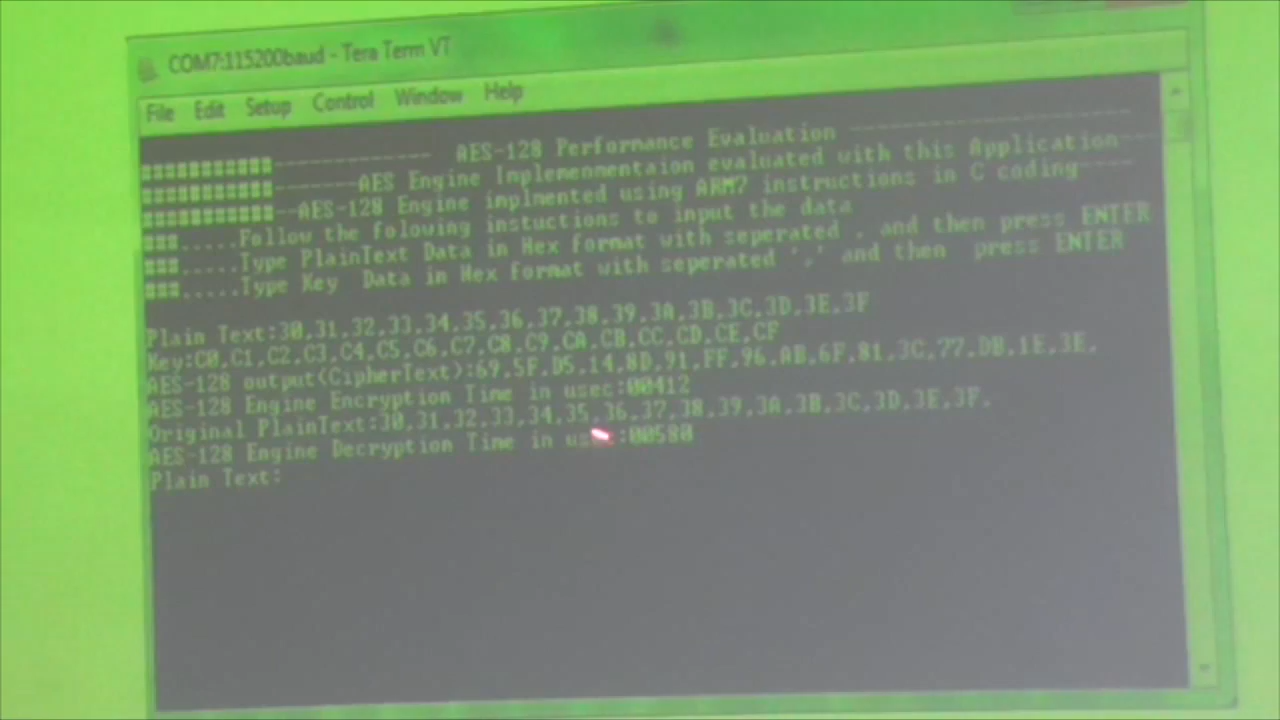 COM7:115200baud - Tera Term VT
File Edit Setup Control Window Help
-------------- AES-128 Performance Evaluation -------------------------
-------AES Engine Implemenmentaion evaluated with this Application----
--AES-128 Engine implmented using ARM7 instructions in C coding-----
.....Follow the folowing instuctions to input the data
.....Type PlainText Data in Hex format with seperated , and then press ENTER
.....Type Key Data in Hex format with seperated ',' and then press ENTER
Plain Text:30,31,32,33,34,35,36,37,38,39,3A,3B,3C,3D,3E,3F
Key:C0,C1,C2,C3,C4,C5,C6,C7,C8,C9,CA,CB,CC,CD,CE,CF
AES-128 output(CipherText):69,5F,D5,14,8D,91,FF,96,AB,6F,81,3C,77,DB,1E,3E,
AES-128 Engine Encryption Time in usec:00412
Original PlainText:30,31,32,33,34,35,36,37,38,39,3A,3B,3C,3D,3E,3F,
AES-128 Engine Decryption Time in usec:00580
Plain Text: